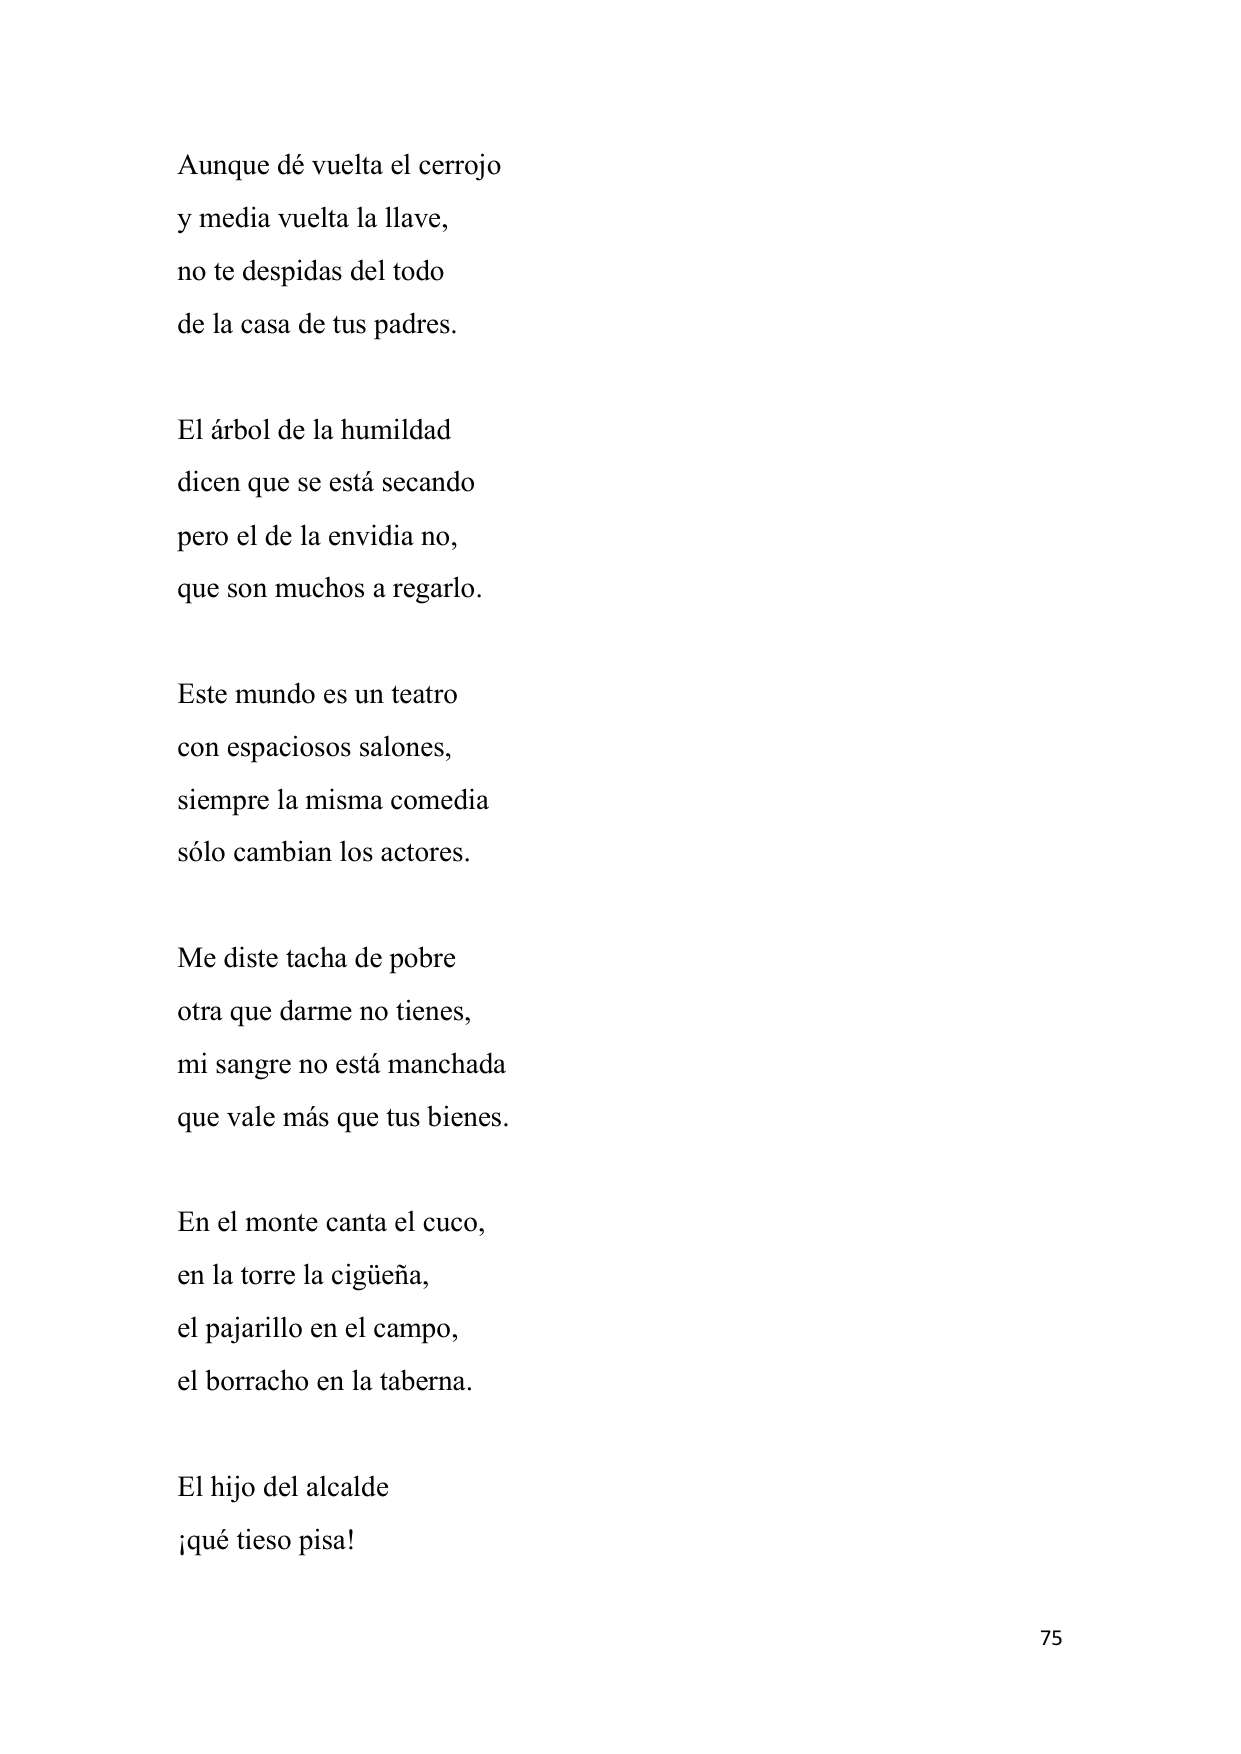 Aunque dé vuelta el cerrojo
y media vuelta la llave,
no te despidas del todo
de la casa de tus padres.
El árbol de la humildad
dicen que se está secando
pero el de la envidia no,
que son muchos a regarlo.
Este mundo es un teatro
con espaciosos salones,
siempre la misma comedia
sólo cambian los actores.
Me diste tacha de pobre
otra que darme no tienes,
mi sangre no está manchada
que vale más que tus bienes.
En el monte canta el cuco,
en la torre la cigüeña,
el pajarillo en el campo,
el borracho en la taberna.
El hijo del alcalde
¡qué tieso pisa!
75